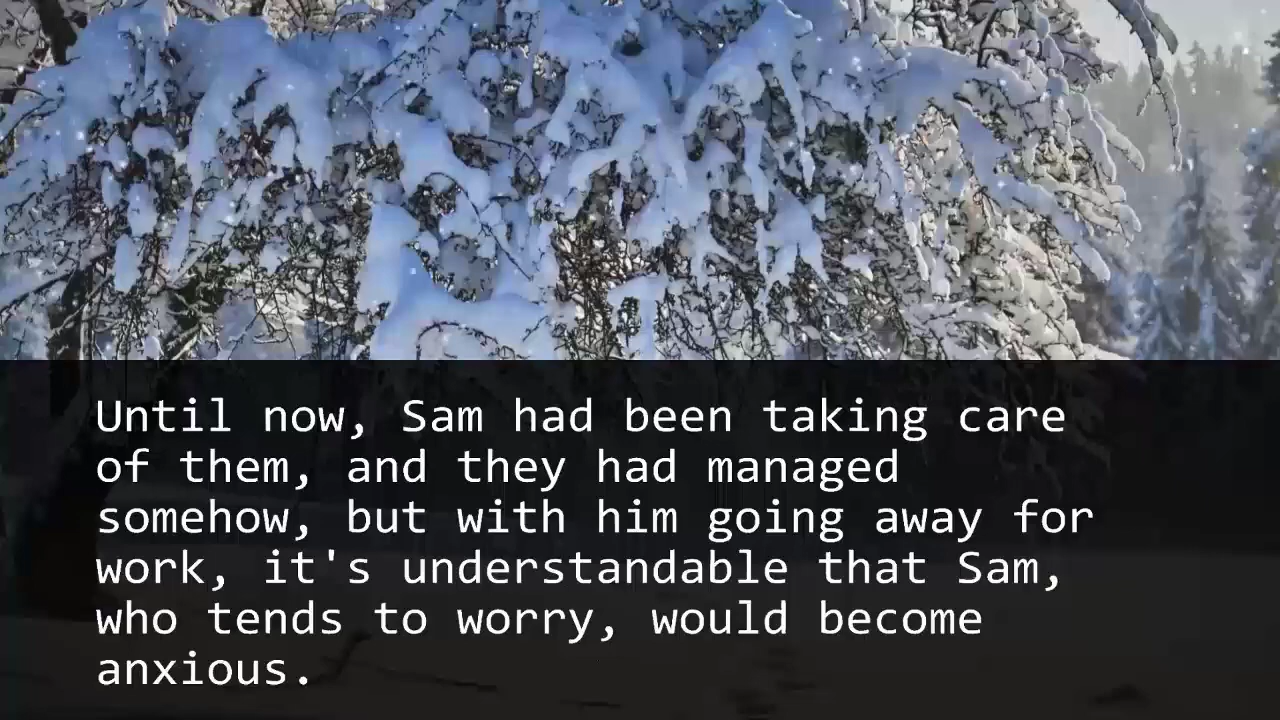 Until now, Sam had been taking care
of them, and they had managed
somehow, but with him going away for
work, it's understandable that Sam,
who tends to worry, would become
anxious.